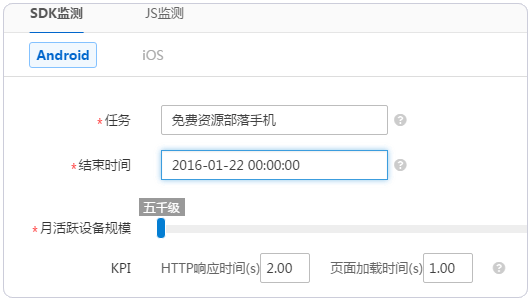 SDK监测 JS监测
Android iOS
*任务 免费资源部落手机 ?
*结束时间 2016-01-22 00:00:00 ?
五千级
*月活跃设备规模
KPI HTTP响应时间(s) 2.00 页面加载时间(s) 1.00 ?